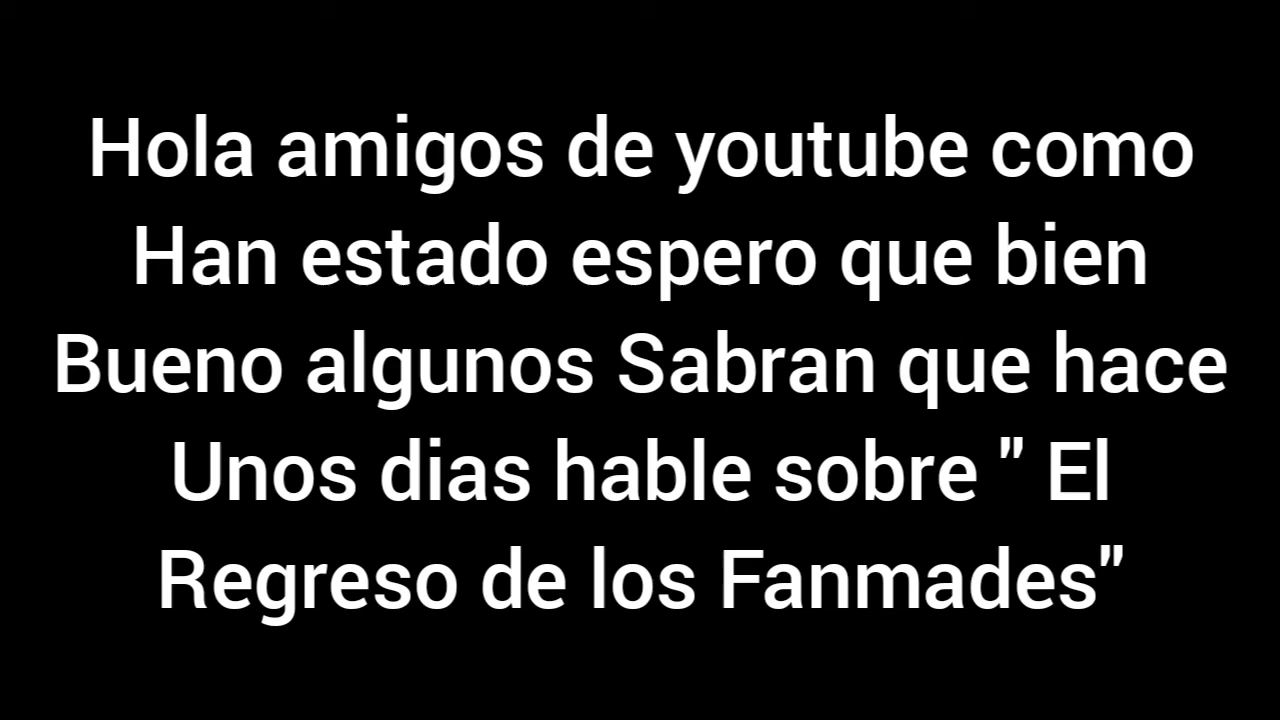 Hola amigos de youtube como
Han estado espero que bien
Bueno algunos Sabran que hace
Unos dias hable sobre " El
Regreso de los Fanmades"